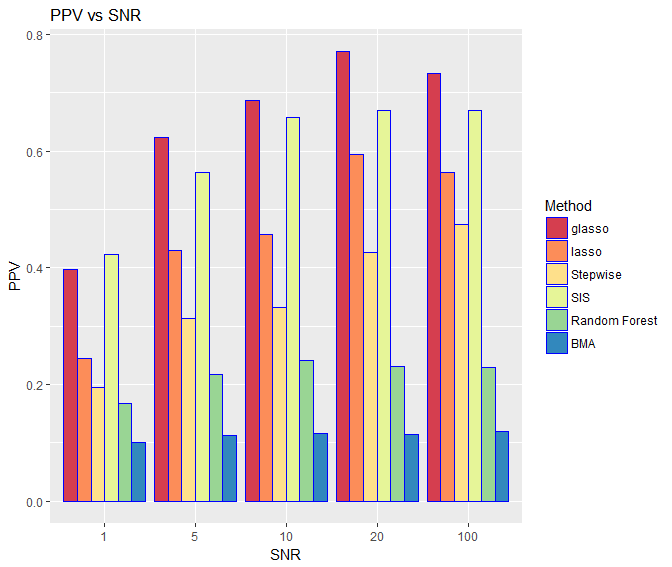 PPV vs SNR
0.8
0.6
0.4
0.2
0.0
PPV
1 5 10 20 100
SNR
Method
glasso
lasso
Stepwise
SIS
Random Forest
BMA